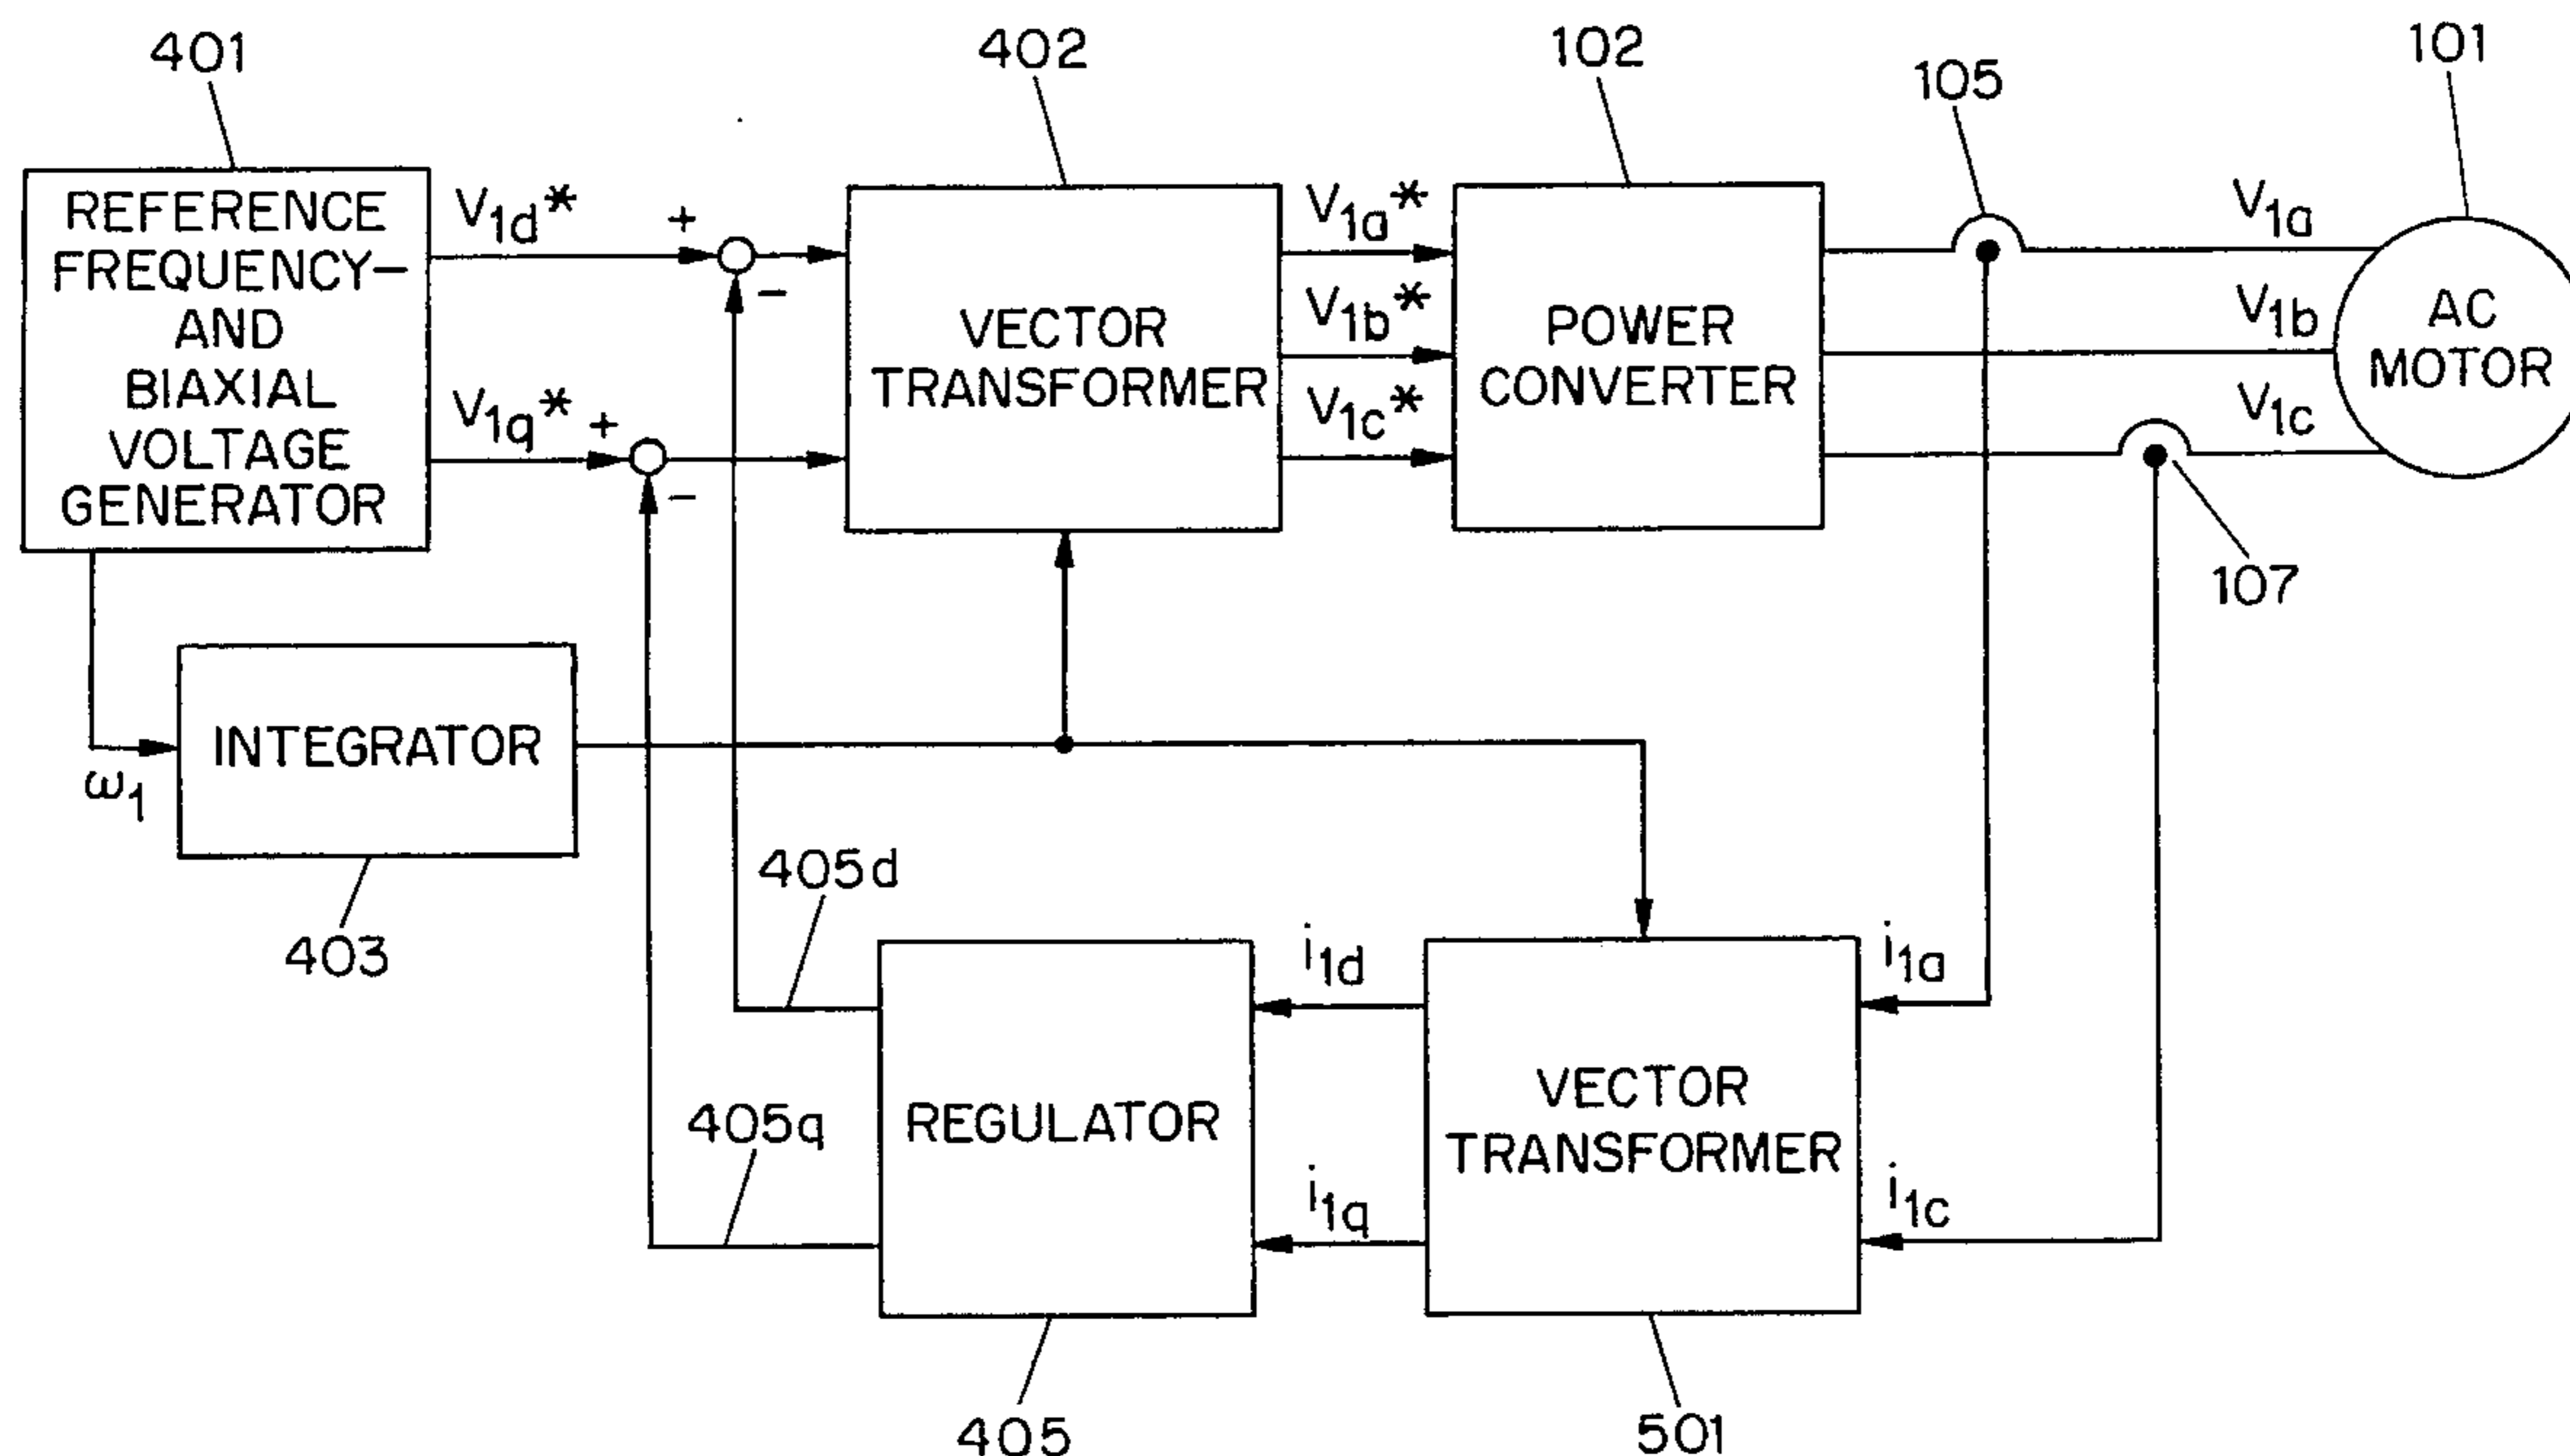 401
402
102
105
101
REFERENCE
FREQUENCY-
AND
BIAXIAL
VOLTAGE
GENERATOR
V1d*
+
-
V1q*
+
-
VECTOR
TRANSFORMER
V1a*
V1b*
V1c*
POWER
CONVERTER
V1a
V1b
V1c
AC
MOTOR
107
ω1
INTEGRATOR
403
405d
405q
REGULATOR
405
i1d
i1q
VECTOR
TRANSFORMER
501
i1a
i1c